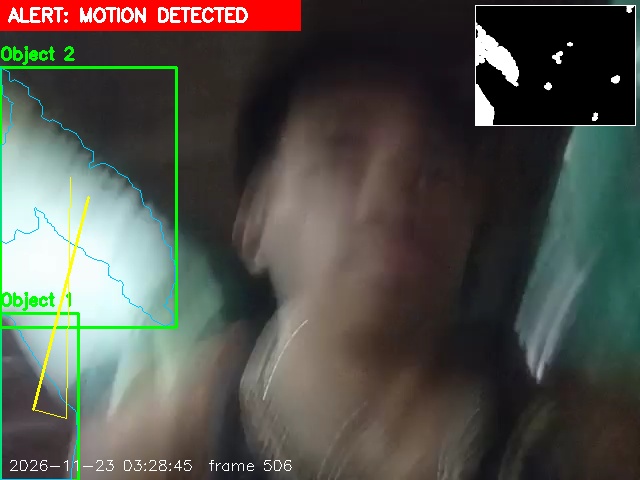 ALERT: MOTION DETECTED
Object 2
Object 1
2026-11-23 03:28:45 frame 506